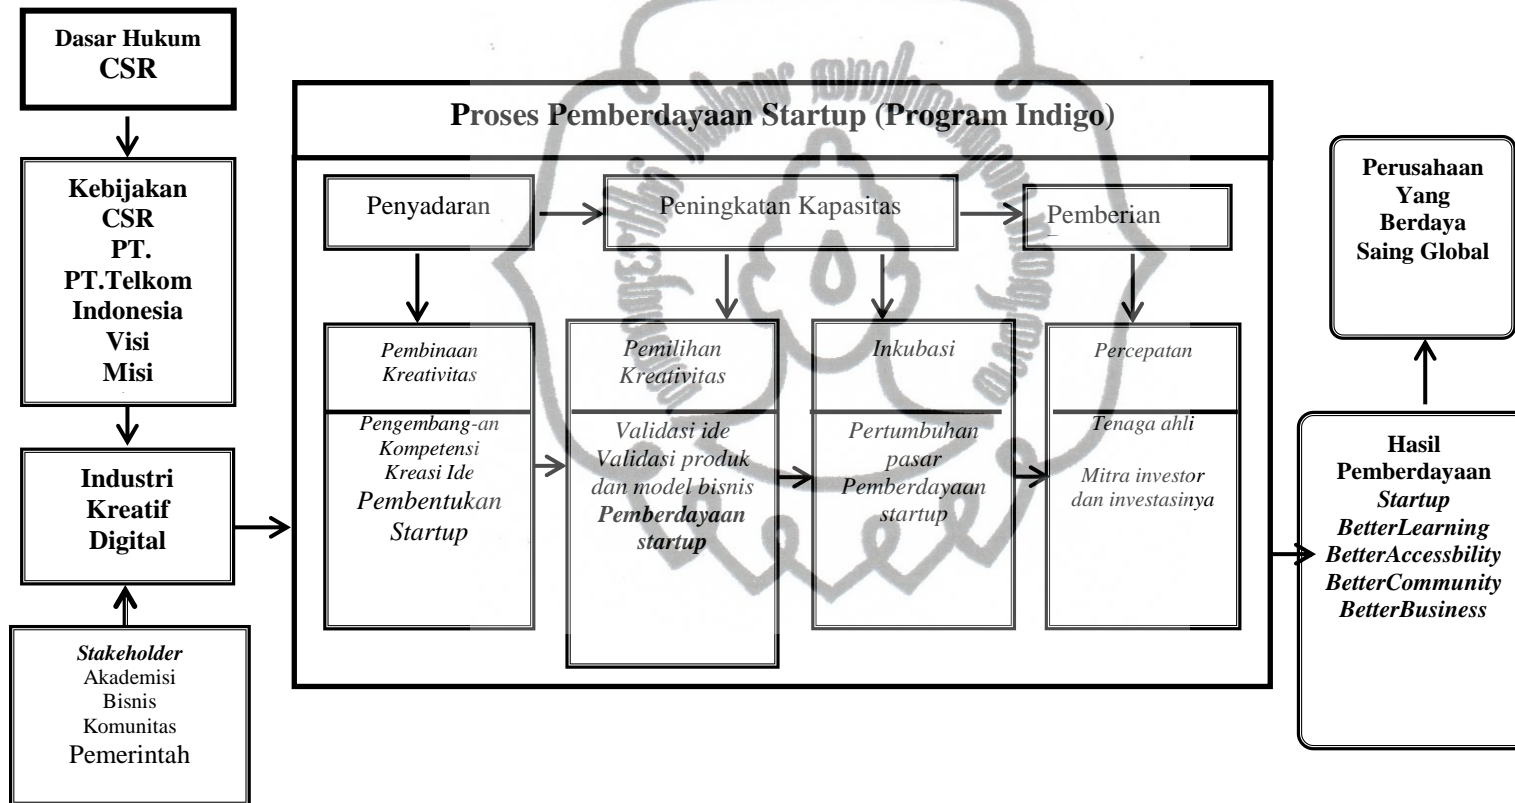 Dasar Hukum
CSR
Kebijakan
CSR
PT.
PT.Telkom
Indonesia
Visi
Misi
Industri
Kreatif
Digital
Stakeholder
Akademisi
Bisnis
Komunitas
Pemerintah
Proses Pemberdayaan Startup (Program Indigo)
Penyadaran
Peningkatan Kapasitas
Pemberian
Pembinaan
Kreativitas
Pengembang-an
Kompetensi
Kreasi Ide
Pembentukan
Startup
Pemilihan
Kreativitas
Validasi ide
Validasi produk
dan model bisnis
Pemberdayaan
startup
Inkubasi
Pertumbuhan
pasar
Pemberdayaan
startup
Percepatan
Tenaga ahli
Mitra investor
dan investasinya
Perusahaan
Yang
Berdaya
Saing Global
Hasil
Pemberdayaan
Startup
BetterLearning
BetterAccessbility
BetterCommunity
BetterBusiness